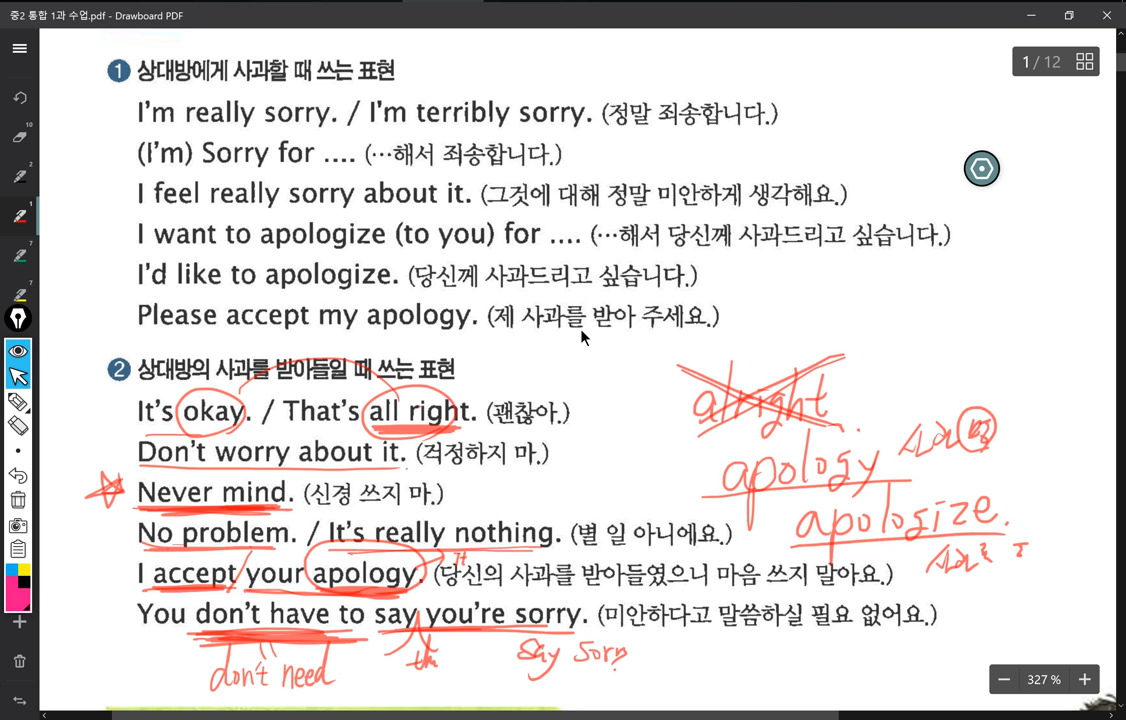 중2 통합 1과 수업.pdf - Drawboard PDF
1 / 12
10
2
1
7
7
1 상대방에게 사과할 때 쓰는 표현
I'm really sorry. / I'm terribly sorry. (정말 죄송합니다.)
(I'm) Sorry for .... (…해서 죄송합니다.)
I feel really sorry about it. (그것에 대해 정말 미안하게 생각해요.)
I want to apologize (to you) for .... (…해서 당신께 사과드리고 싶습니다.)
I'd like to apologize. (당신께 사과드리고 싶습니다.)
Please accept my apology. (제 사과를 받아 주세요.)
2 상대방의 사과를 받아들일 때 쓰는 표현
It's okay. / That's all right. (괜찮아.)
alright
Don't worry about it. (걱정하지 마.)
apology 사과
Never mind. (신경 쓰지 마.)
apologize.
No problem. / It's really nothing. (별 일 아니에요.)
I accept your apology. (당신의 사과를 받아들였으니 마음 쓰지 말아요.)
You don't have to say you're sorry. (미안하다고 말씀하실 필요 없어요.)
don't need
say
327 %